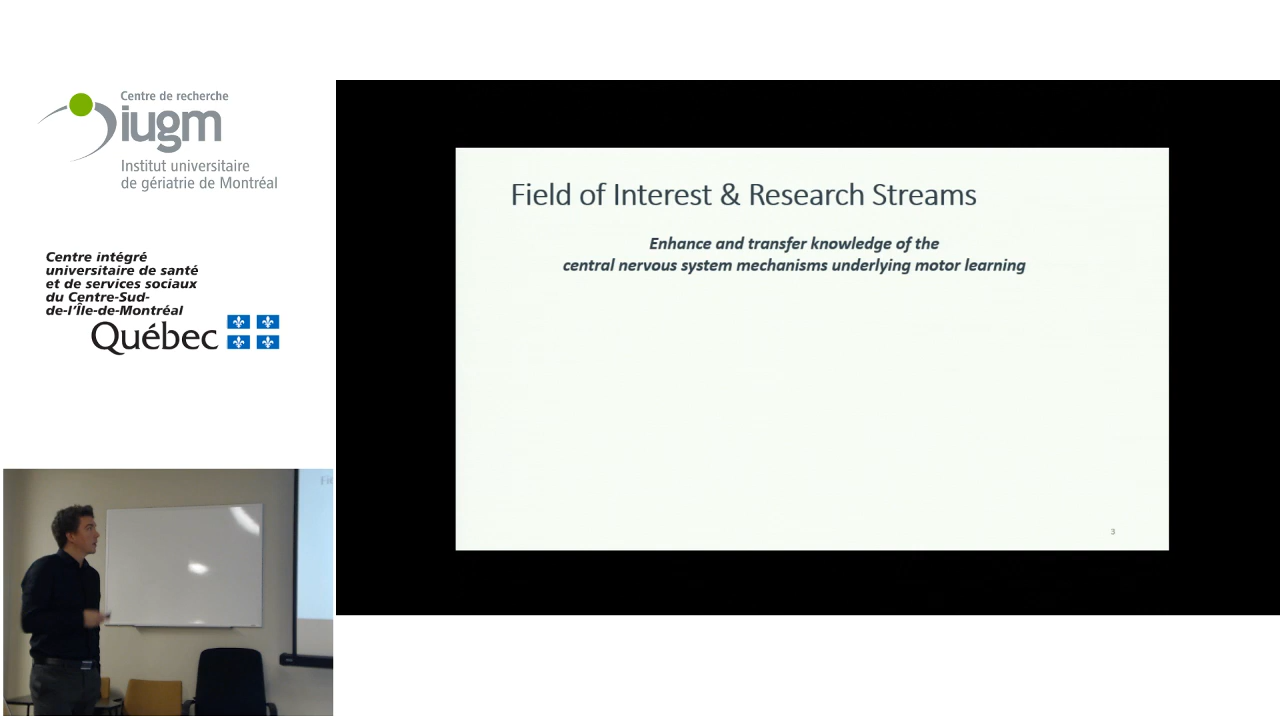 Centre de recherche
iugm
Institut universitaire
de gériatrie de Montréal
Centre intégré
universitaire de santé
et de services sociaux
du Centre-Sud-
de-l'Île-de-Montréal
Québec
Field of Interest & Research Streams
Enhance and transfer knowledge of the
central nervous system mechanisms underlying motor learning
3